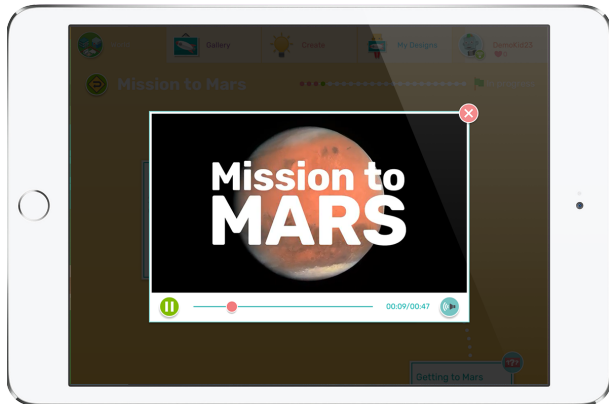 Gallery
Create
My Designs
Mission to Mars
Mission to
MARS
00:09/00:47
Getting to Mars